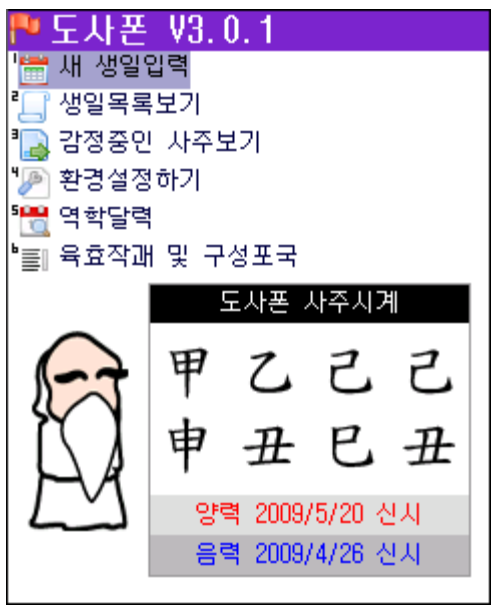 도사폰 V3.0.1
1 새 생일입력
2 생일목록보기
3 감정중인 사주보기
4 환경설정하기
5 역학달력
6 육효작괘 및 구성포국
도사폰 사주시계
甲 乙 己 己
申 丑 巳 丑
양력 2009/5/20 신시
음력 2009/4/26 신시